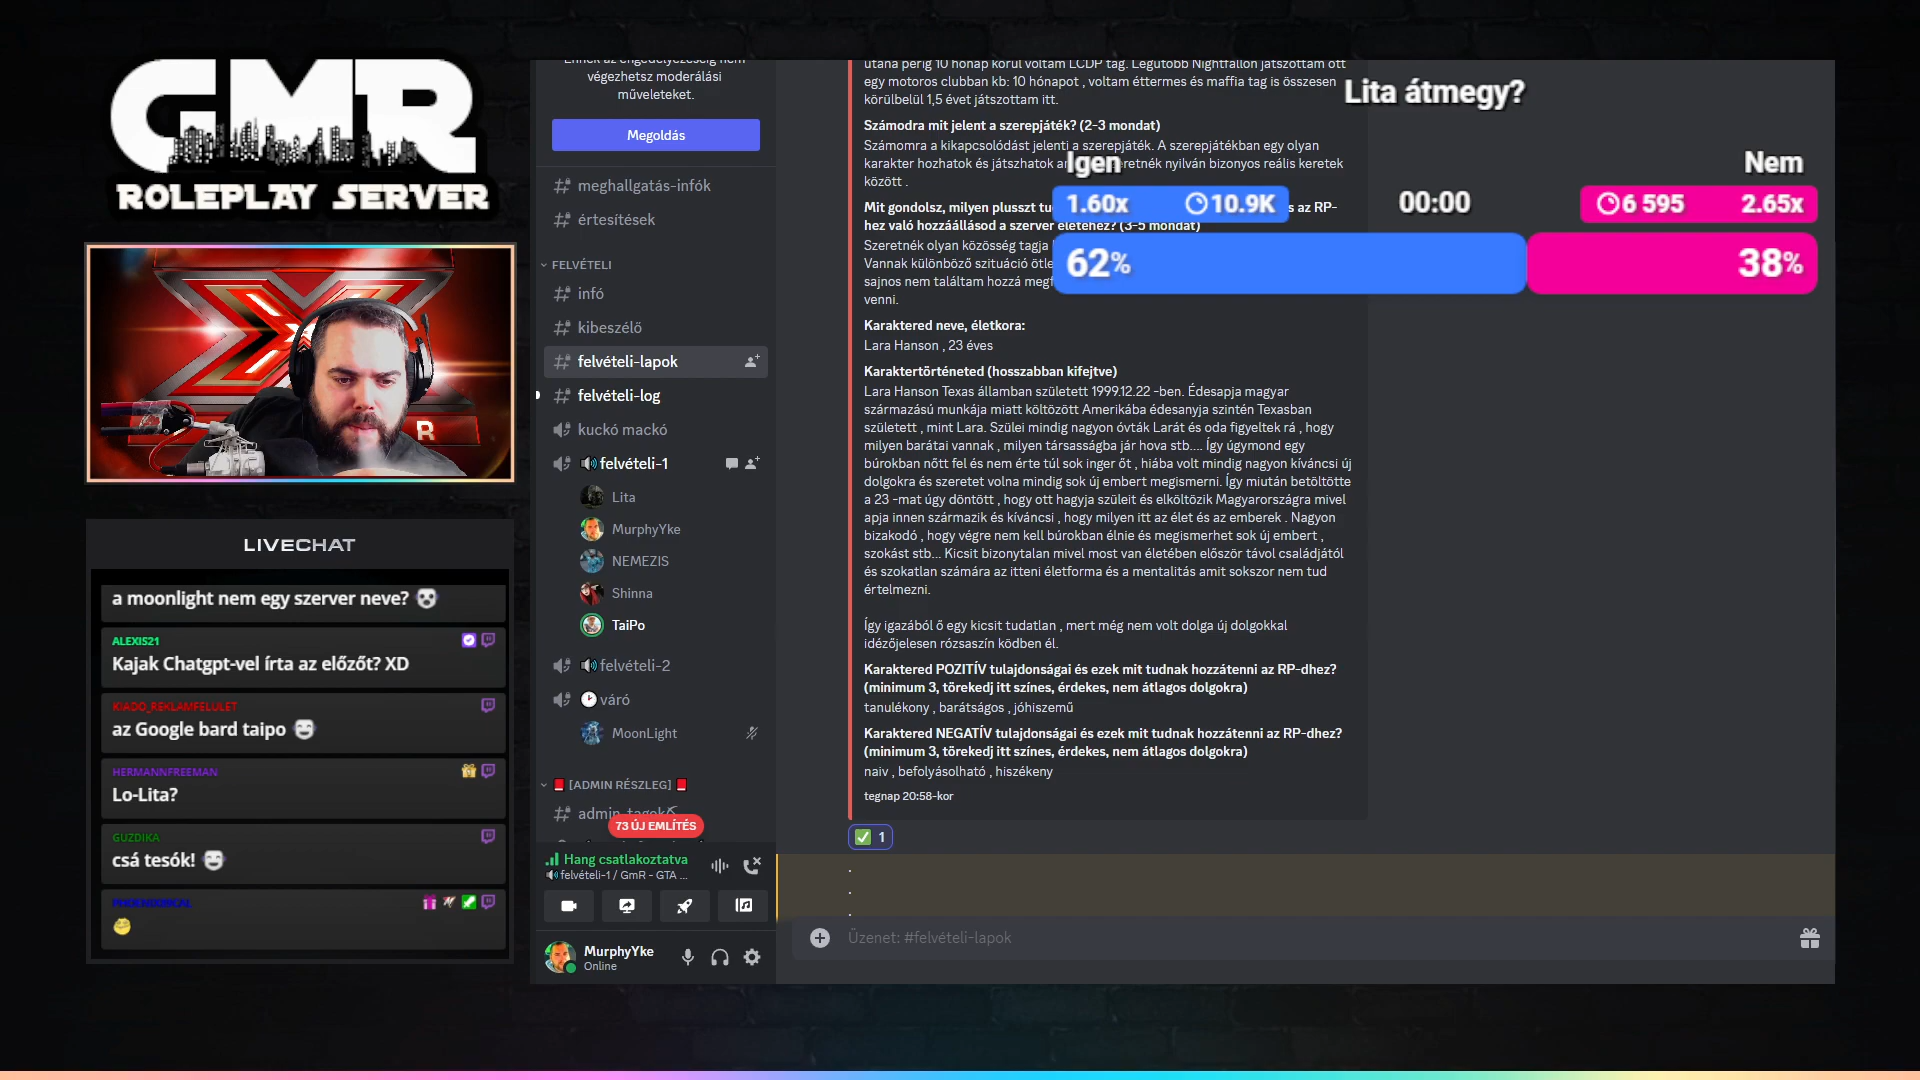 GMR
ROLEPLAY SERVER
LIVECHAT
a moonlight nem egy szerver neve?
ALEXIS21
Kajak Chatgpt-vel írta az előzőt? XD
KIADO_REKLAMFELULET
az Google bard taipo
HERMANNFREEMAN
Lo-Lita?
GUZDIKA
csá tesók!
végezhetsz moderálási
műveleteket.
Megoldás
meghallgatás-infók
értesítések
FELVÉTELI
infó
kibeszélő
felvételi-lapok
felvételi-log
kuckó mackó
felvételi-1
Lita
MurphyYke
NEMEZIS
Shinna
TaiPo
felvételi-2
váró
MoonLight
[ADMIN RÉSZLEG]
73 ÚJ EMLÍTÉS
Hang csatlakoztatva
felvételi-1 / GmR - GTA ...
MurphyYke
Online
utána perig 10 hónap körül voltam LCDP tag. Legutóbb Nightfallon játszottam ott
egy motoros clubban kb: 10 hónapot , voltam éttermes és maffia tag is összesen
körülbelül 1,5 évet játszottam itt.
Számodra mit jelent a szerepjáték? (2-3 mondat)
Számomra a kikapcsolódást jelenti a szerepjáték. A szerepjátékban egy olyan
karakter hozhatok és játszhatok szeretnék nyilván bizonyos reális keretek
között .
Mit gondolsz, milyen plusszt az RP-
hez való hozzáállásod a szerver életéhez? (3-5 mondat)
Szeretnék olyan közösség tagja
Vannak különböző szituáció
sajnos nem találtam hozzá
venni.
Karaktered neve, életkora:
Lara Hanson , 23 éves
Karaktertörténeted (hosszabban kifejtve)
Lara Hanson Texas államban született 1999.12.22 -ben. Édesapja magyar
származású munkája miatt költözött Amerikába édesanyja szintén Texasban
született , mint Lara. Szülei mindig nagyon óvták Larát és oda figyeltek rá , hogy
milyen barátai vannak , milyen társasságba jár hova stb.... Így úgymond egy
búrokban nőtt fel és nem érte túl sok inger őt , hiába volt mindig nagyon kíváncsi új
dolgokra és szeretet volna mindig sok új embert megismerni. Így miután betöltötte
a 23 -mat úgy döntött , hogy ott hagyja szüleit és elköltözik Magyarországra mivel
apja innen származik és kíváncsi , hogy milyen itt az élet és az emberek . Nagyon
bizakodó , hogy végre nem kell búrokban élnie és megismerhet sok új embert ,
szokást stb... Kicsit bizonytalan mivel most van életében először távol családjától
és szokatlan számára az itteni életforma és a mentalitás amit sokszor nem tud
értelmezni.
Így igazából ő egy kicsit tudatlan , mert még nem volt dolga új dolgokkal
idézőjelesen rózsaszín ködben él.
Karaktered POZITÍV tulajdonságai és ezek mit tudnak hozzátenni az RP-dhez?
(minimum 3, törekedj itt színes, érdekes, nem átlagos dolgokra)
tanulékony , barátságos , jóhiszemű
Karaktered NEGATÍV tulajdonságai és ezek mit tudnak hozzátenni az RP-dhez?
(minimum 3, törekedj itt színes, érdekes, nem átlagos dolgokra)
naiv , befolyásolható , hiszékeny
tegnap 20:58-kor
1
Üzenet: #felvételi-lapok
Lita átmegy?
Igen
Nem
1.60x
10.9K
00:00
6 595
2.65x
62%
38%